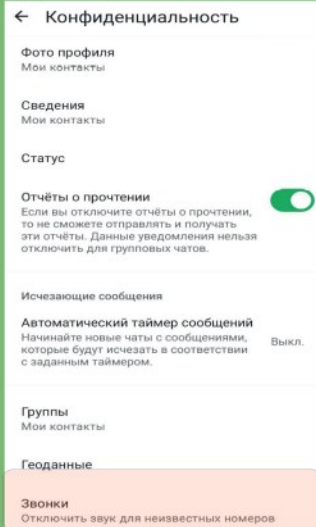 ← Конфиденциальность
Фото профиля
Мои контакты
Сведения
Мои контакты
Статус
Отчёты о прочтении
Если вы отключите отчёты о прочтении,
то не сможете отправлять и получать
эти отчёты. Данные уведомления нельзя
отключить для групповых чатов.
Исчезающие сообщения
Автоматический таймер сообщений
Начинайте новые чаты с сообщениями,
которые будут исчезать в соответствии
с заданным таймером.
Выкл.
Группы
Мои контакты
Геоданные
Звонки
Отключить звук для неизвестных номеров